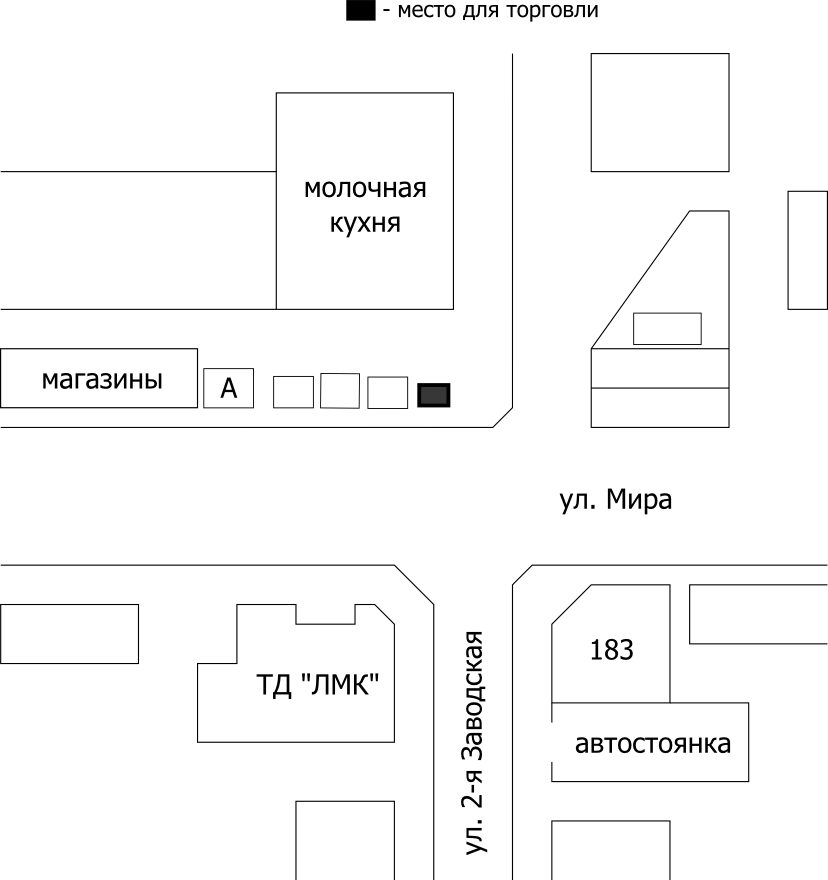 - место для торговли
молочная
кухня
магазины
А
ул. Мира
183
ТД "ЛМК"
ул. 2-я Заводская
автостоянка